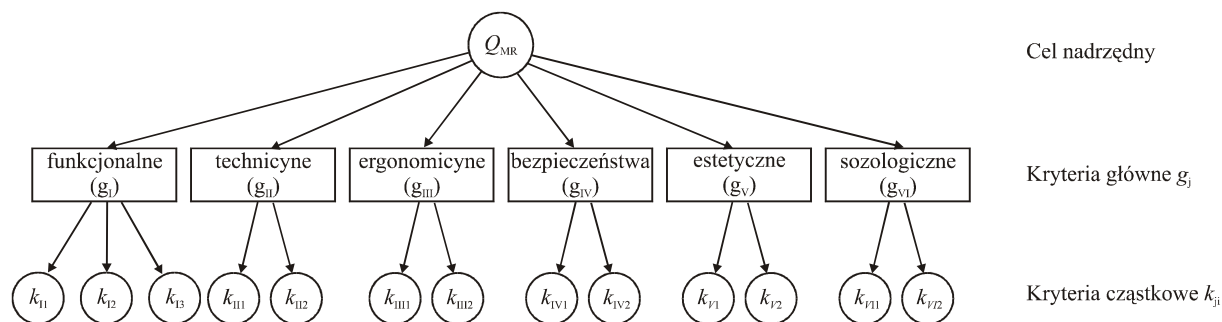 Q_MR
Cel nadrzędny
funkcjonalne
(g_I)
technicyne
(g_II)
ergonomicyne
(g_III)
bezpieczeństwa
(g_IV)
estetyczne
(g_V)
sozologiczne
(g_VI)
Kryteria główne g_j
k_I1 k_I2 k_I3 k_II1 k_II2 k_III1 k_III2 k_IV1 k_IV2 k_V1 k_V2 k_VI1 k_VI2
Kryteria cząstkowe k_ji